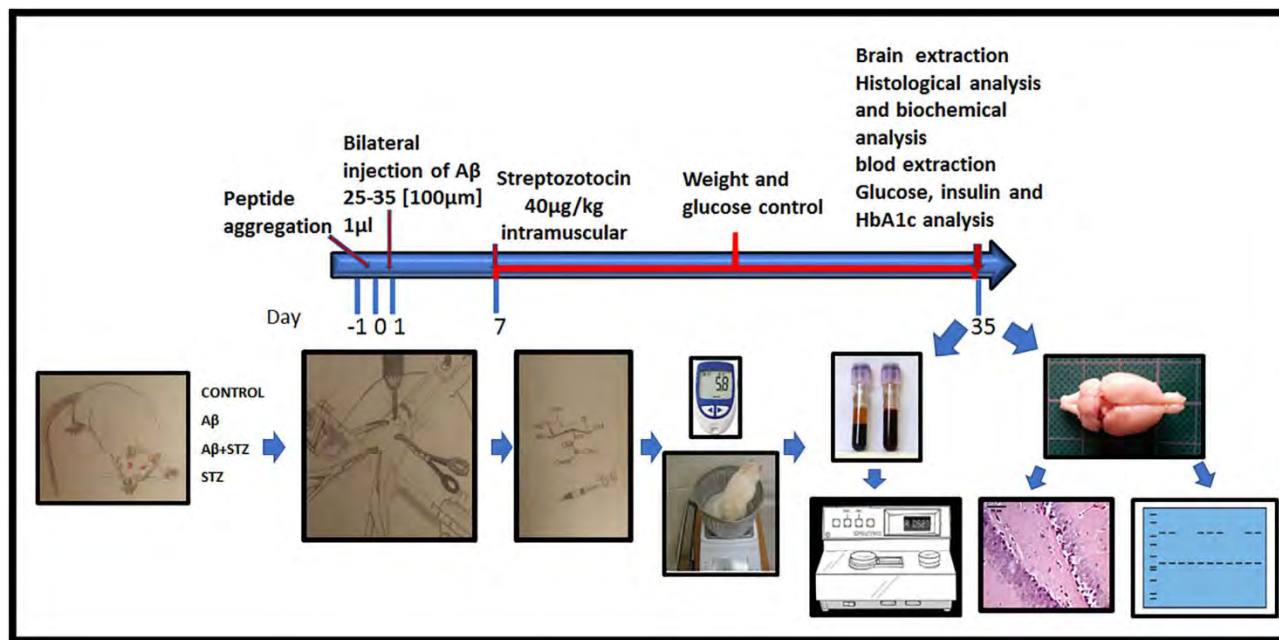 Brain extraction
Histological analysis
and biochemical
analysis
blod extraction
Glucose, insulin and
HbA1c analysis
Bilateral
injection of Aβ
25-35 [100µm]
1µl
Peptide
aggregation
Streptozotocin
40µg/kg
intramuscular
Weight and
glucose control
Day
-1 0 1
7
35
CONTROL
Aβ
Aβ+STZ
STZ
5.8